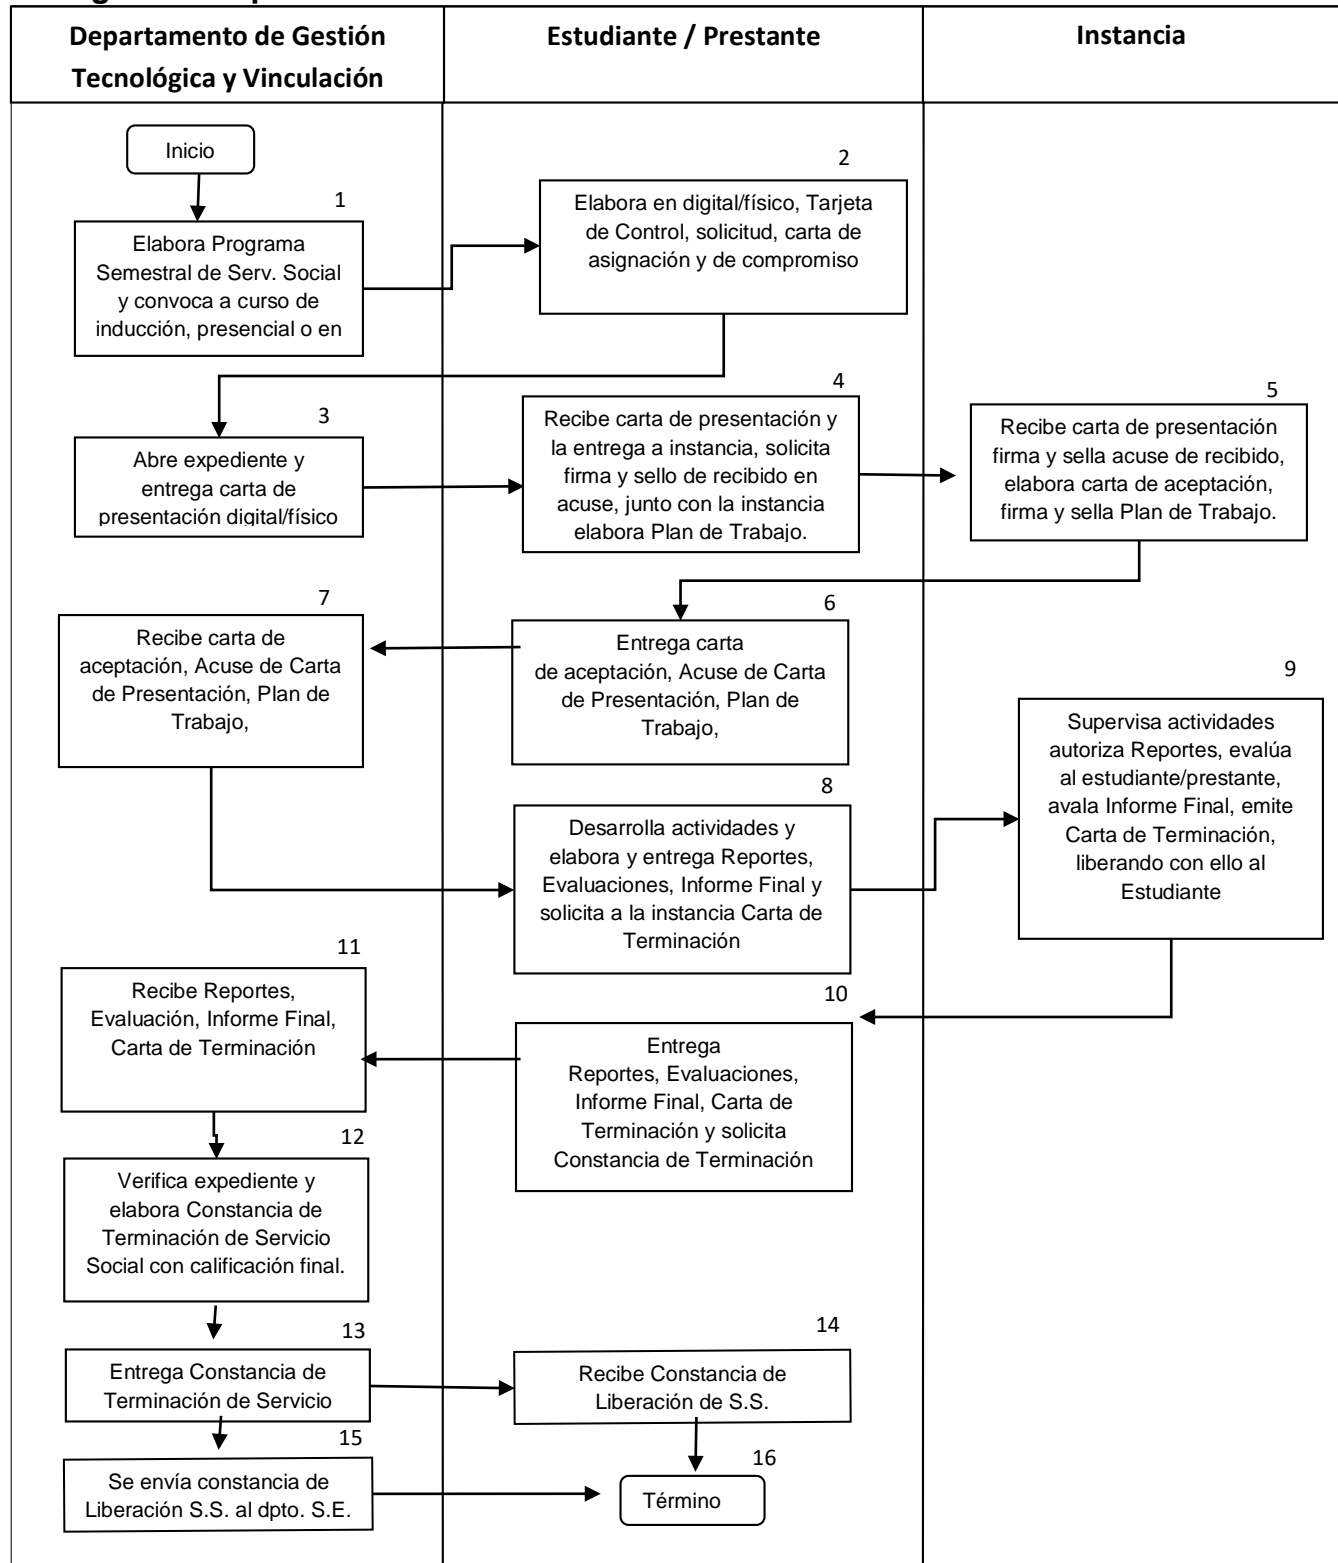 Departamento de Gestión
Tecnológica y Vinculación
Estudiante / Prestante
Instancia
Inicio
1
Elabora Programa
Semestral de Serv. Social
y convoca a curso de
inducción, presencial o en
2
Elabora en digital/físico, Tarjeta
de Control, solicitud, carta de
asignación y de compromiso
3
Abre expediente y
entrega carta de
presentación digital/físico
4
Recibe carta de presentación y
la entrega a instancia, solicita
firma y sello de recibido en
acuse, junto con la instancia
elabora Plan de Trabajo.
5
Recibe carta de presentación
firma y sella acuse de recibido,
elabora carta de aceptación,
firma y sella Plan de Trabajo.
6
Entrega carta
de aceptación, Acuse de Carta
de Presentación, Plan de
Trabajo,
7
Recibe carta de
aceptación, Acuse de Carta
de Presentación, Plan de
Trabajo,
8
Desarrolla actividades y
elabora y entrega Reportes,
Evaluaciones, Informe Final y
solicita a la instancia Carta de
Terminación
9
Supervisa actividades
autoriza Reportes, evalúa
al estudiante/prestante,
avala Informe Final, emite
Carta de Terminación,
liberando con ello al
Estudiante
10
Entrega
Reportes, Evaluaciones,
Informe Final, Carta de
Terminación y solicita
Constancia de Terminación
11
Recibe Reportes,
Evaluación, Informe Final,
Carta de Terminación
12
Verifica expediente y
elabora Constancia de
Terminación de Servicio
Social con calificación final.
13
Entrega Constancia de
Terminación de Servicio
14
Recibe Constancia de
Liberación de S.S.
15
Se envía constancia de
Liberación S.S. al dpto. S.E.
16
Término